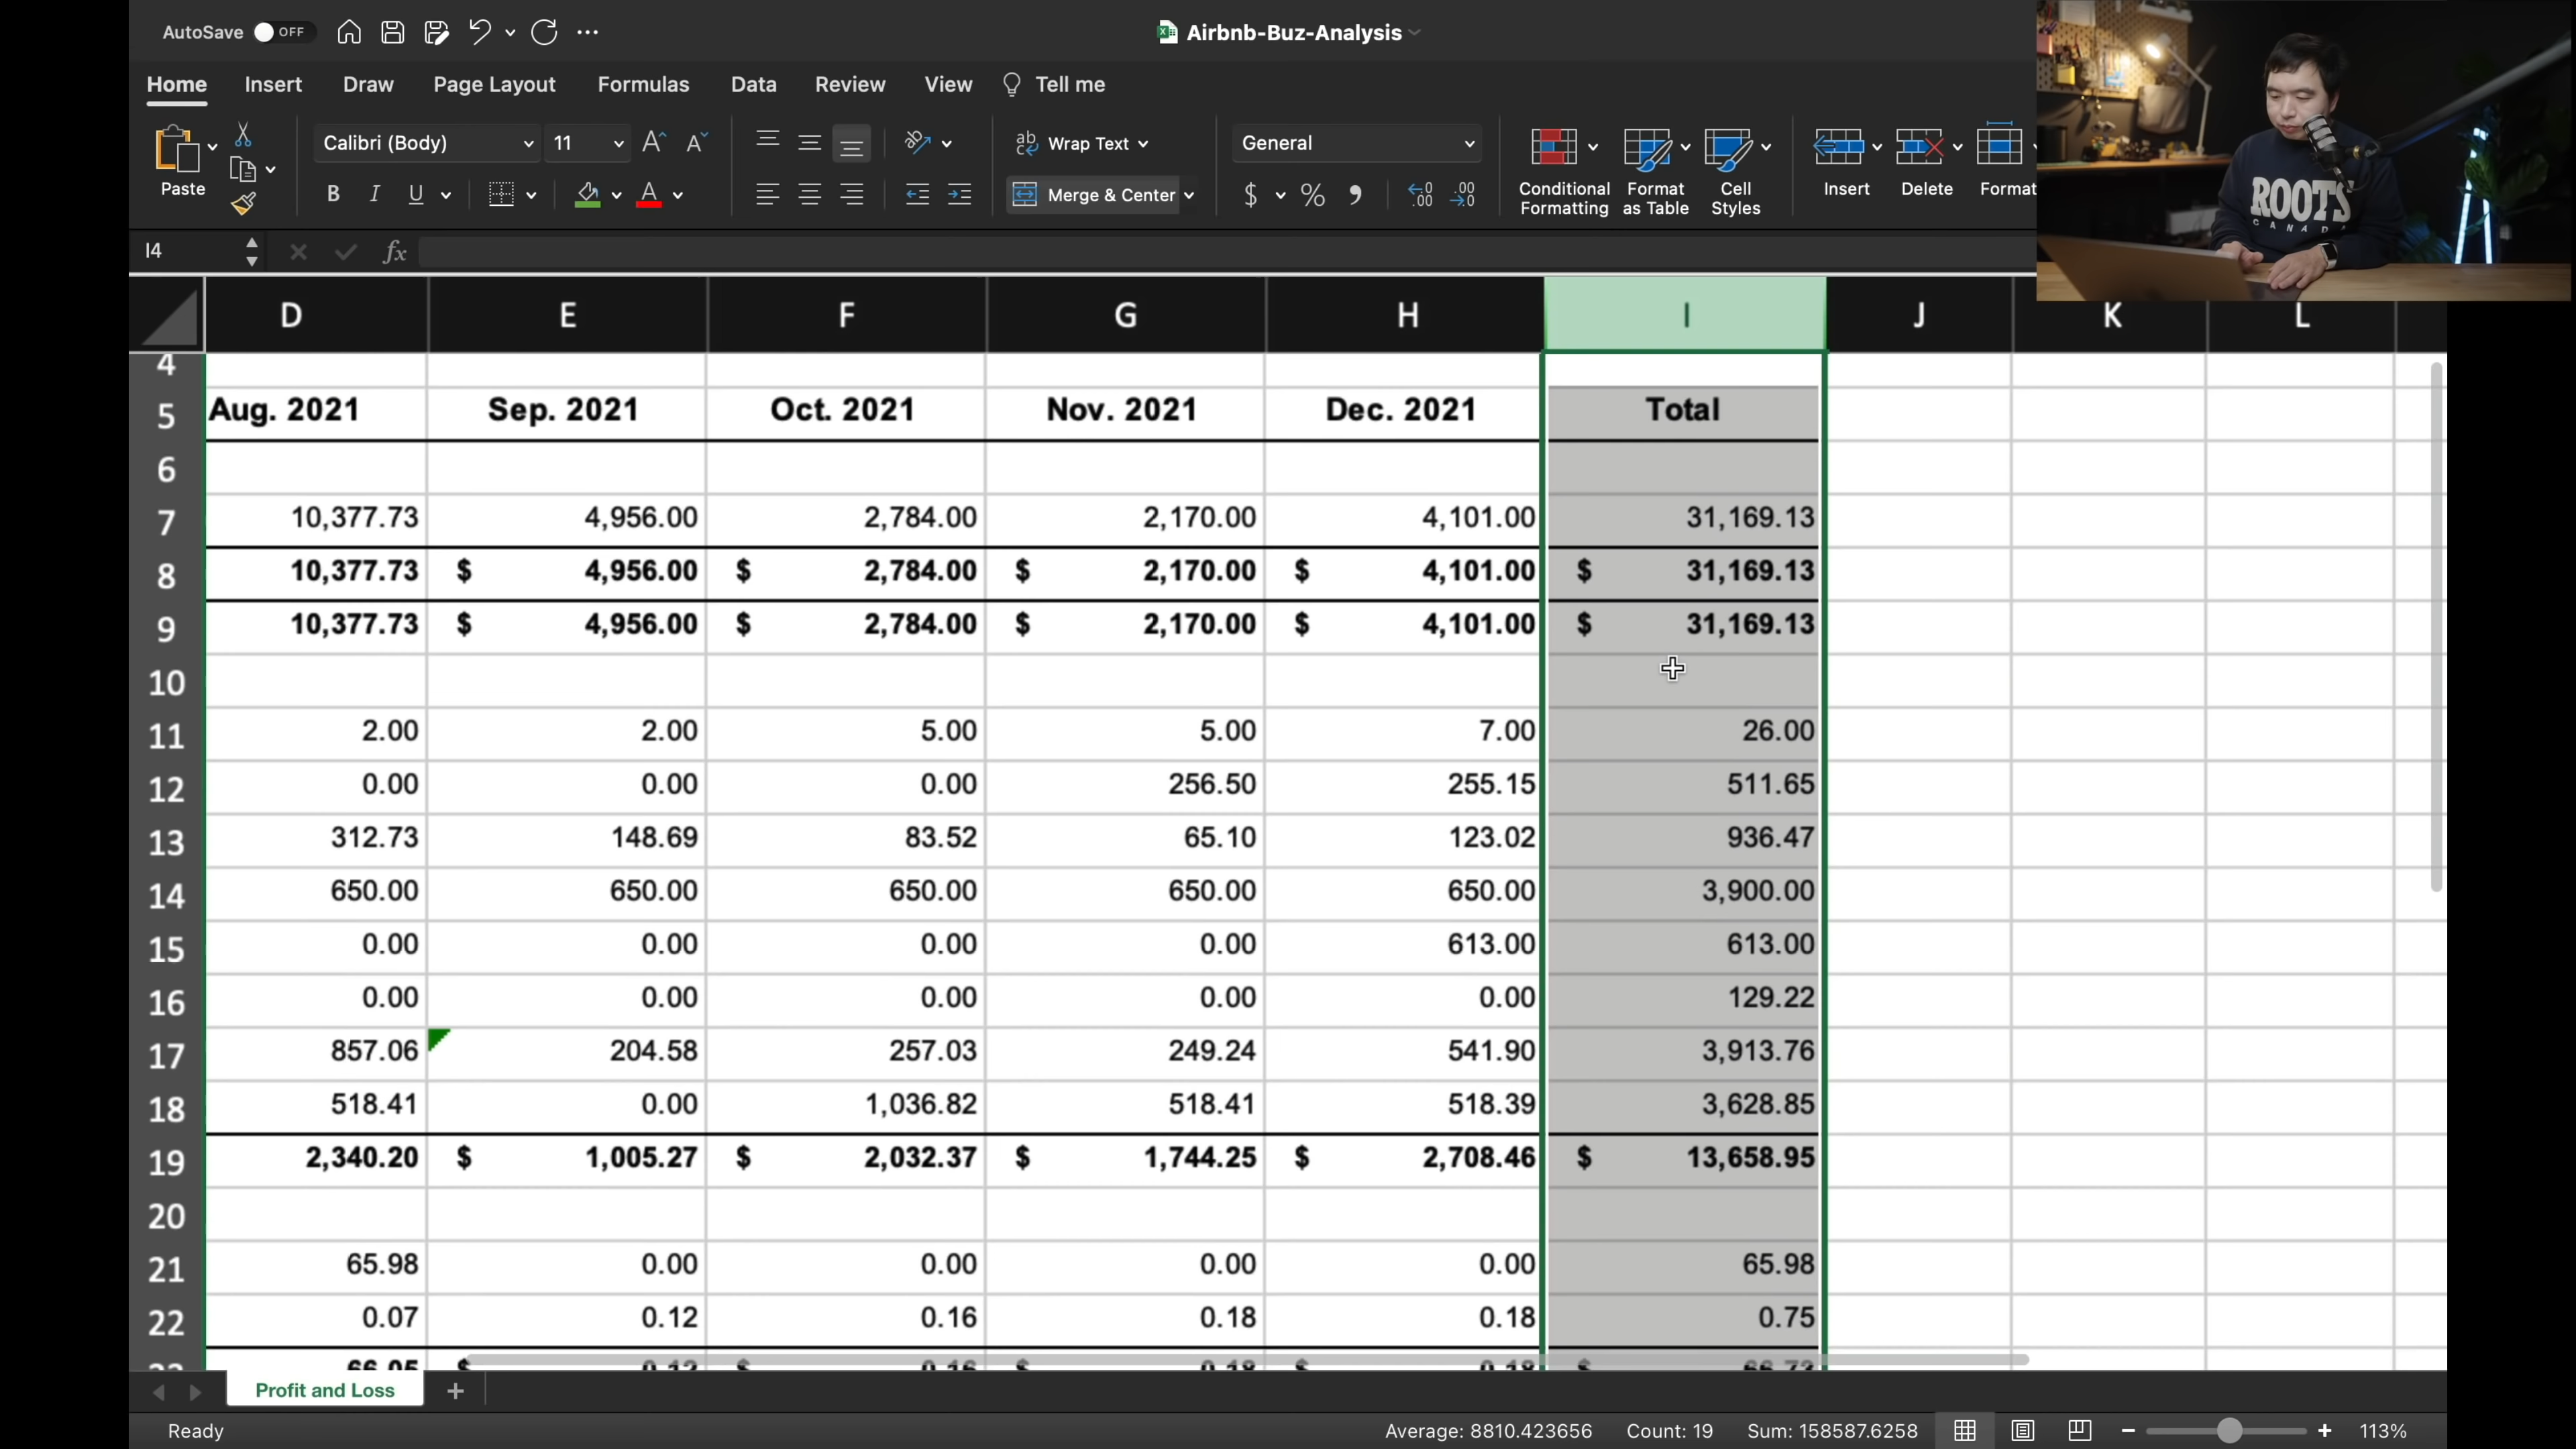 AutoSave OFF
Airbnb-Buz-Analysis
Home Insert Draw Page Layout Formulas Data Review View Tell me
Calibri (Body) 11 Wrap Text General
Paste Merge & Center
Conditional Formatting Format as Table Cell Styles Insert Delete Format
ROOTS
CANADA
I4 fx
D E F G H I J K L
4
5 Aug. 2021 Sep. 2021 Oct. 2021 Nov. 2021 Dec. 2021 Total
6
7 10,377.73 4,956.00 2,784.00 2,170.00 4,101.00 31,169.13
8 10,377.73 $ 4,956.00 $ 2,784.00 $ 2,170.00 $ 4,101.00 $ 31,169.13
9 10,377.73 $ 4,956.00 $ 2,784.00 $ 2,170.00 $ 4,101.00 $ 31,169.13
10
11 2.00 2.00 5.00 5.00 7.00 26.00
12 0.00 0.00 0.00 256.50 255.15 511.65
13 312.73 148.69 83.52 65.10 123.02 936.47
14 650.00 650.00 650.00 650.00 650.00 3,900.00
15 0.00 0.00 0.00 0.00 613.00 613.00
16 0.00 0.00 0.00 0.00 0.00 129.22
17 857.06 204.58 257.03 249.24 541.90 3,913.76
18 518.41 0.00 1,036.82 518.41 518.39 3,628.85
19 2,340.20 $ 1,005.27 $ 2,032.37 $ 1,744.25 $ 2,708.46 $ 13,658.95
20
21 65.98 0.00 0.00 0.00 0.00 65.98
22 0.07 0.12 0.16 0.18 0.18 0.75
Profit and Loss +
Ready Average: 8810.423656 Count: 19 Sum: 158587.6258 113%